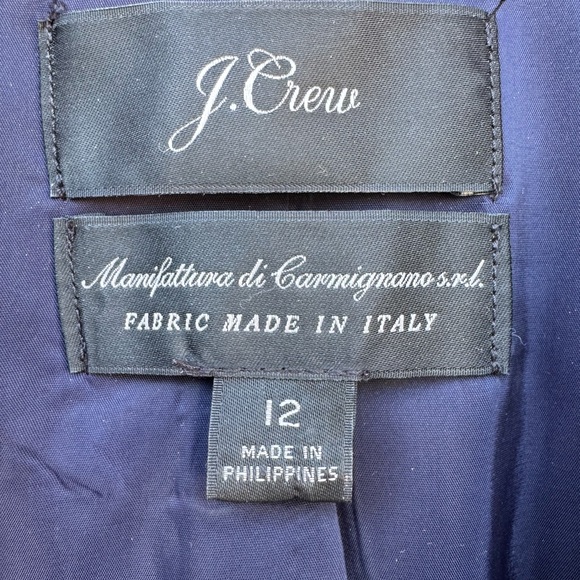 J.Crew
Manifattura di Carmignano s.r.l.
FABRIC MADE IN ITALY
12
MADE IN
PHILIPPINES